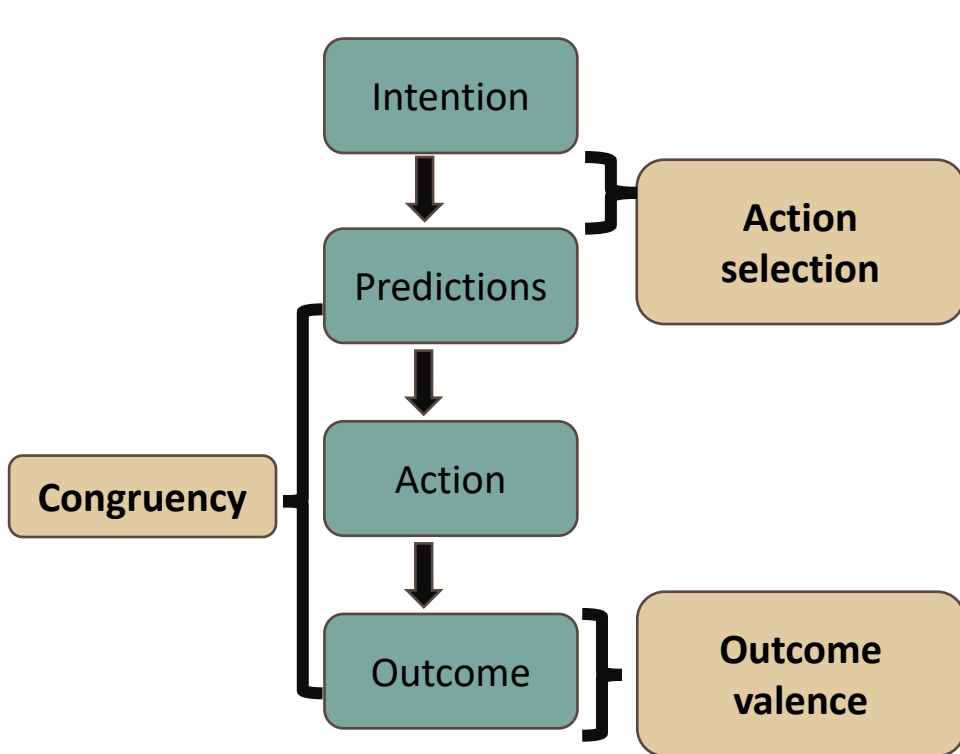 Intention
Action
selection
Predictions
Action
Congruency
Outcome
Outcome
valence